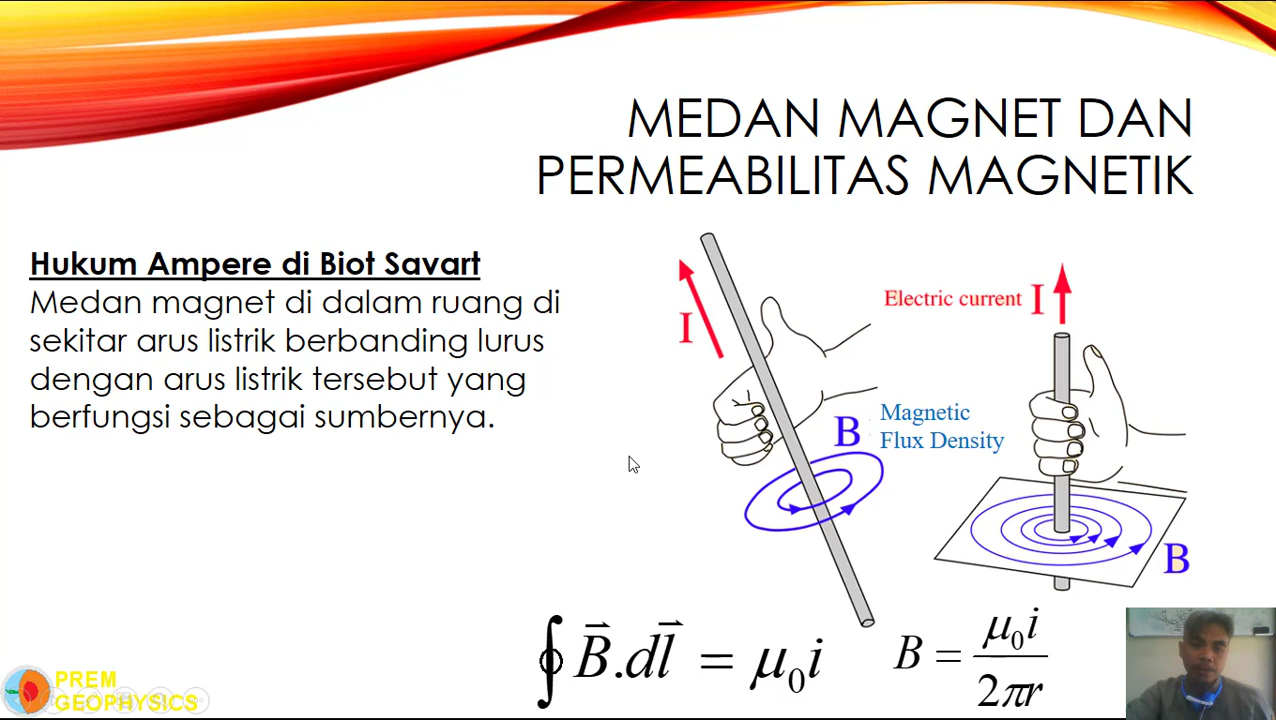 MEDAN MAGNET DAN
PERMEABILITAS MAGNETIK
Hukum Ampere di Biot Savart
Medan magnet di dalam ruang di
sekitar arus listrik berbanding lurus
dengan arus listrik tersebut yang
berfungsi sebagai sumbernya.
I
Electric current I
B
Magnetic
Flux Density
B
∮ B⃗.dl⃗ = μ₀i
B = μ₀i / 2πr
PREM
GEOPHYSICS